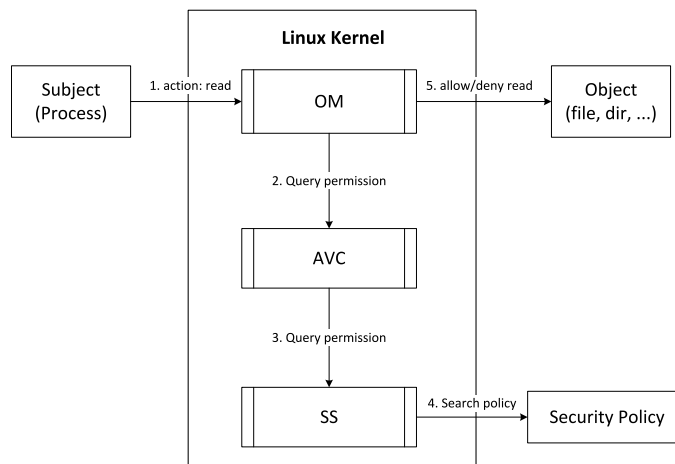 Linux Kernel
Subject
(Process)
1. action: read
OM
5. allow/deny read
Object
(file, dir, ...)
2. Query permission
AVC
3. Query permission
SS
4. Search policy
Security Policy